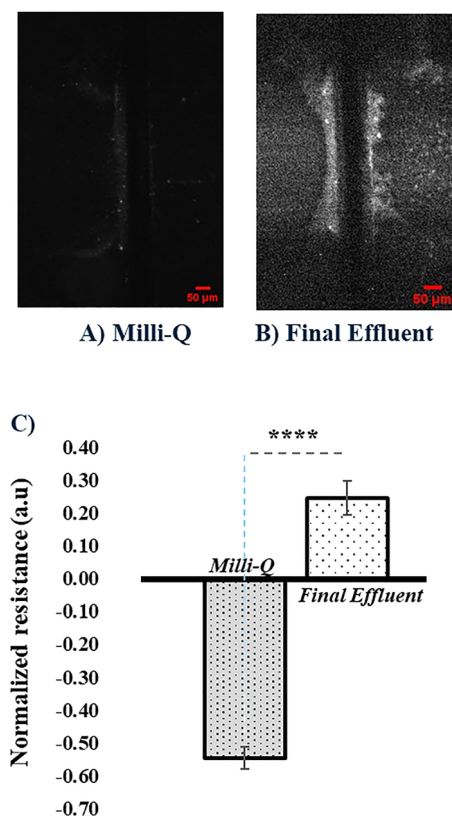 50 µm
50 µm
A) Milli-Q
B) Final Effluent
C)
****
Normalized resistance (a.u)
0.40
0.30
0.20
0.10
0.00
-0.10
-0.20
-0.30
-0.40
-0.50
-0.60
-0.70
Milli-Q
Final Effluent